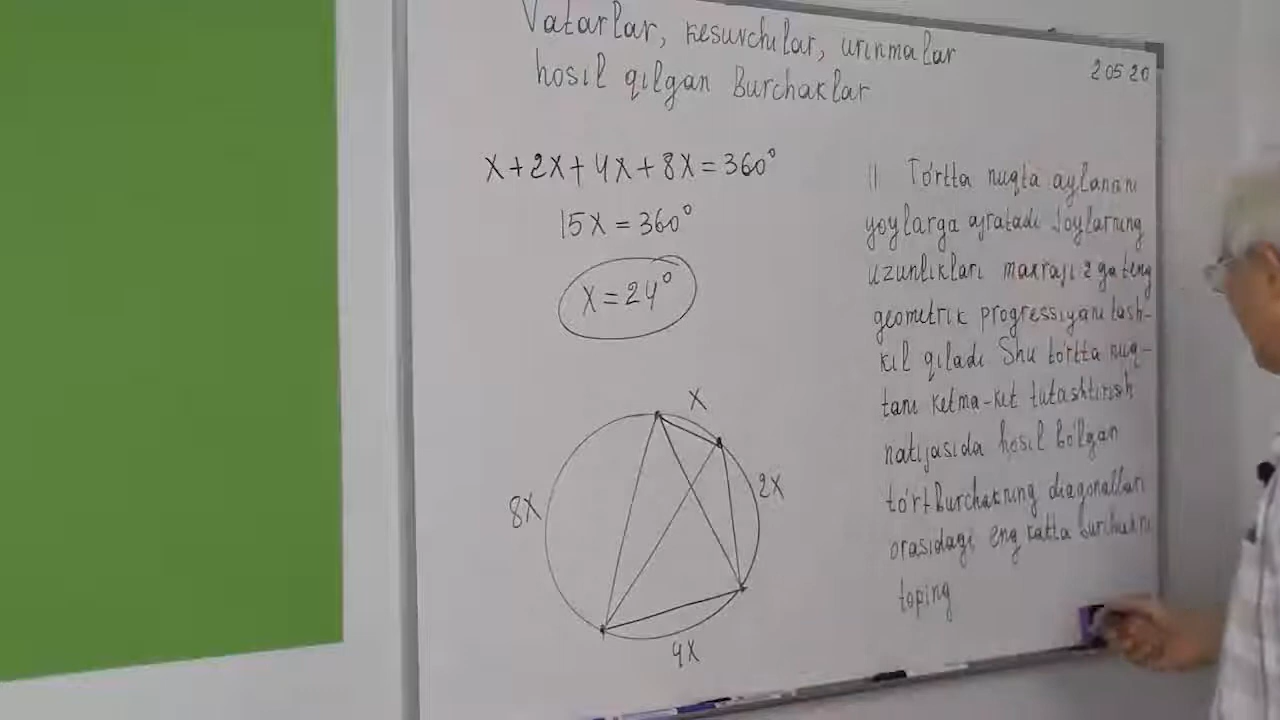 Vatarlar, kesuvchilar, urinmalar
hosil qilgan Burchaklar
2 05 20
x+2x+4x+8x=360°
15x=360°
x=24°
x
8x
2x
4x
11 To'rtta nuqta aylanani
yoylarga ajratadi Yoylarning
uzunliklari maxraji 2 ga teng
geometrik progressiyani tash-
kil qiladi Shu to'rtta nuq-
tani ketma-ket tutashtirish
natijasida hosil bo'lgan
to'rtburchakning diagonallari
orasidagi eng katta burchakni
toping